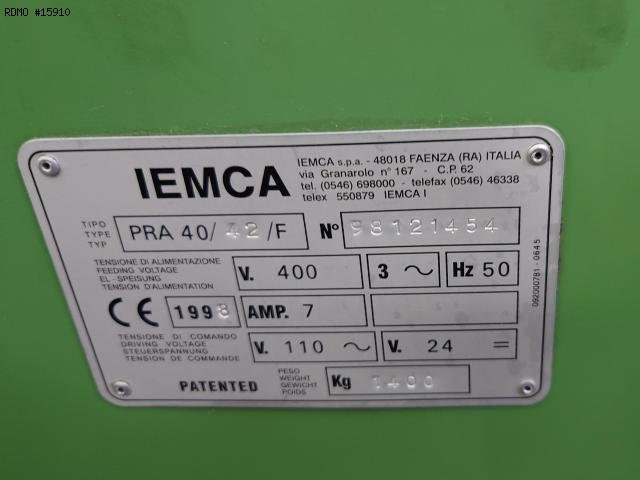 RDMO #15910
IEMCA
IEMCA s.p.a. - 48018 FAENZA (RA) ITALIA
via Granarolo n° 167 - C.P. 62
tel. (0546) 698000 - telefax (0546) 46338
telex 550879 IEMCA I
TIPO
TYPE
TYP
PRA 40/42/F
N° 98121454
TENSIONE DI ALIMENTAZIONE
FEEDING VOLTAGE
EL.-SPEISUNG
TENSION D'ALIMENTATION
V. 400
3 ~
Hz 50
CE 1998
AMP. 7
TENSIONE DI COMANDO
DRIVING VOLTAGE
STEUERSPANNUNG
TENSION DE COMMANDE
V. 110 ~
V. 24 =
PATENTED
PESO
WEIGHT
GEWICHT
POIDS
Kg 1400
092000781 - 0645